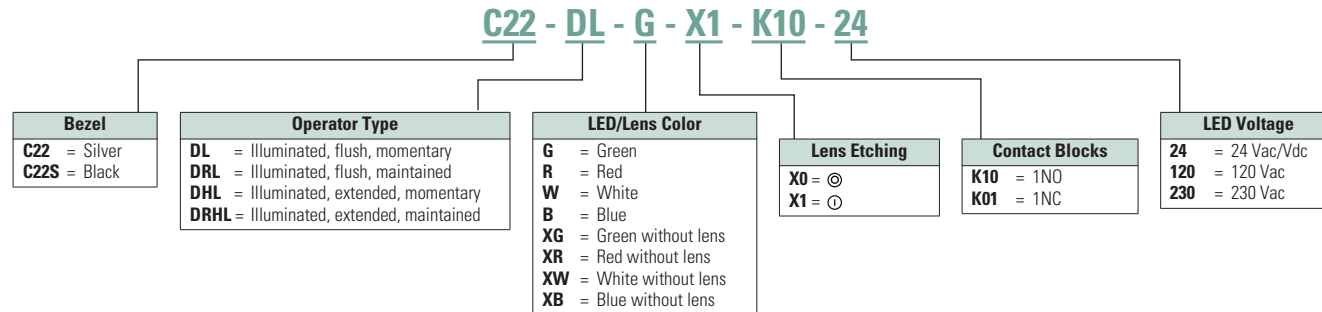 C22 - DL - G - X1 - K10 - 24
Bezel
C22 = Silver
C22S = Black
Operator Type
DL = Illuminated, flush, momentary
DRL = Illuminated, flush, maintained
DHL = Illuminated, extended, momentary
DRHL = Illuminated, extended, maintained
LED/Lens Color
G = Green
R = Red
W = White
B = Blue
XG = Green without lens
XR = Red without lens
XW = White without lens
XB = Blue without lens
Lens Etching
X0 = ⌾
X1 = ⏼
Contact Blocks
K10 = 1NO
K01 = 1NC
LED Voltage
24 = 24 Vac/Vdc
120 = 120 Vac
230 = 230 Vac